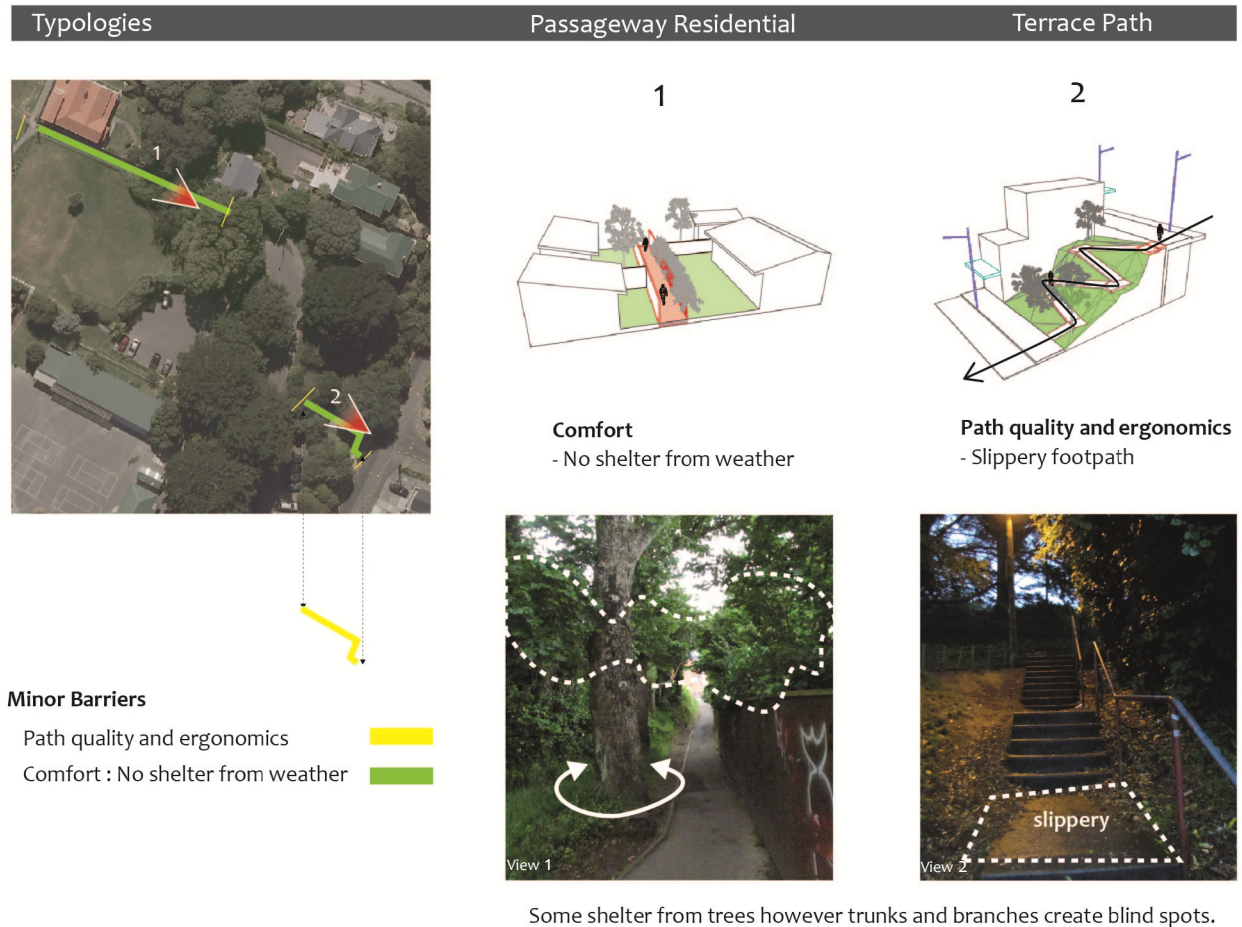 Typologies
Passageway Residential
Terrace Path
1
2
1
2
Comfort
- No shelter from weather
Path quality and ergonomics
- Slippery footpath
Minor Barriers
Path quality and ergonomics
Comfort : No shelter from weather
View 1
slippery
View 2
Some shelter from trees however trunks and branches create blind spots.